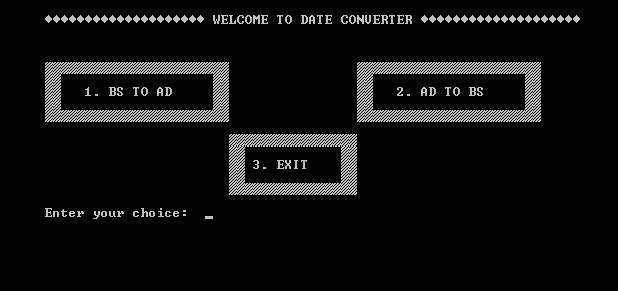 ♦♦♦♦♦♦♦♦♦♦♦♦♦♦♦♦♦♦♦♦ WELCOME TO DATE CONVERTER ♦♦♦♦♦♦♦♦♦♦♦♦♦♦♦♦♦♦♦♦
1. BS TO AD
2. AD TO BS
3. EXIT
Enter your choice: _